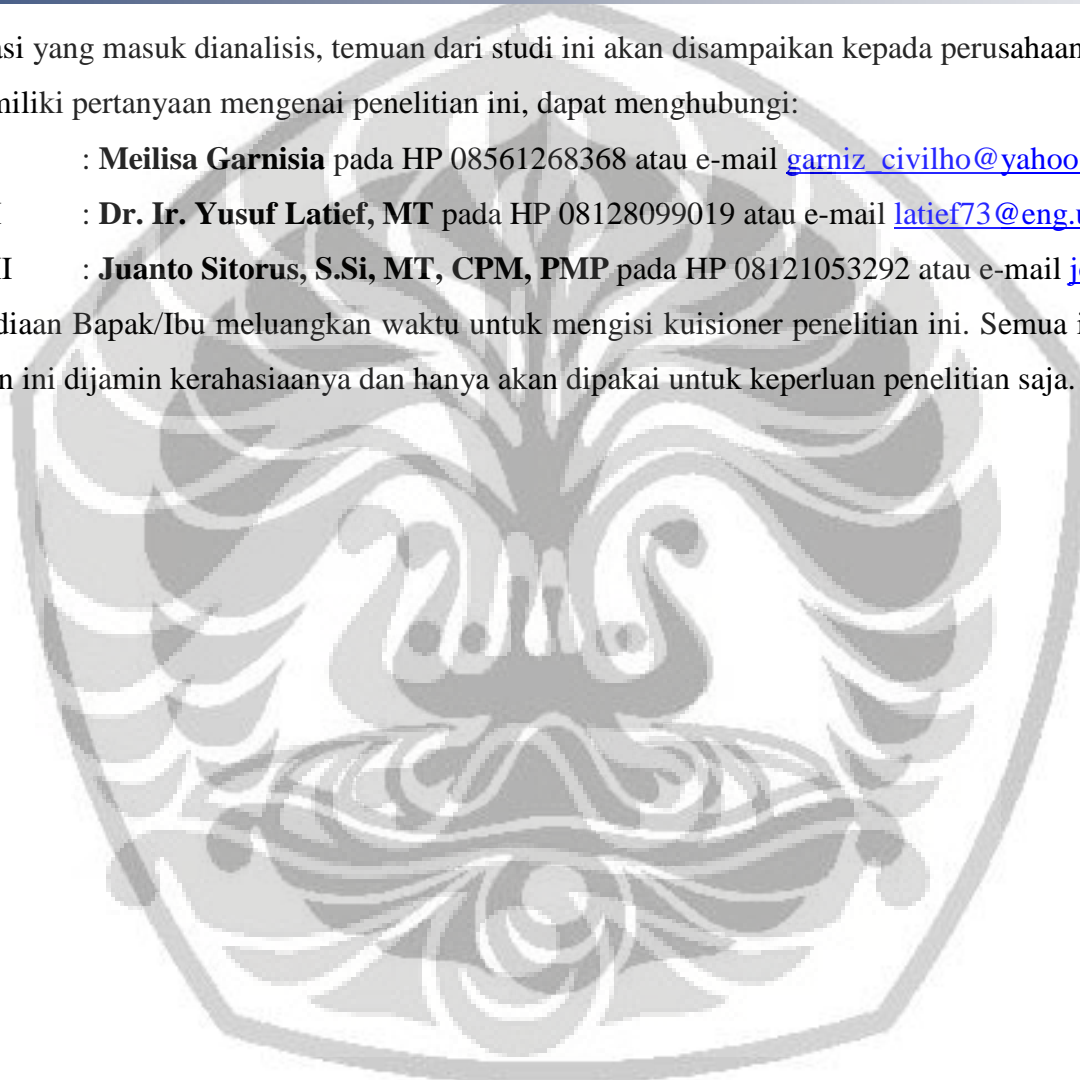 asi yang masuk dianalisis, temuan dari studi ini akan disampaikan kepada perusahaan
miliki pertanyaan mengenai penelitian ini, dapat menghubungi:
: Meilisa Garnisia pada HP 08561268368 atau e-mail garniz_civilho@yahoo
I : Dr. Ir. Yusuf Latief, MT pada HP 08128099019 atau e-mail latief73@eng.u
II : Juanto Sitorus, S.Si, MT, CPM, PMP pada HP 08121053292 atau e-mail jo
diaan Bapak/Ibu meluangkan waktu untuk mengisi kuisioner penelitian ini. Semua i
n ini dijamin kerahasiaanya dan hanya akan dipakai untuk keperluan penelitian saja.